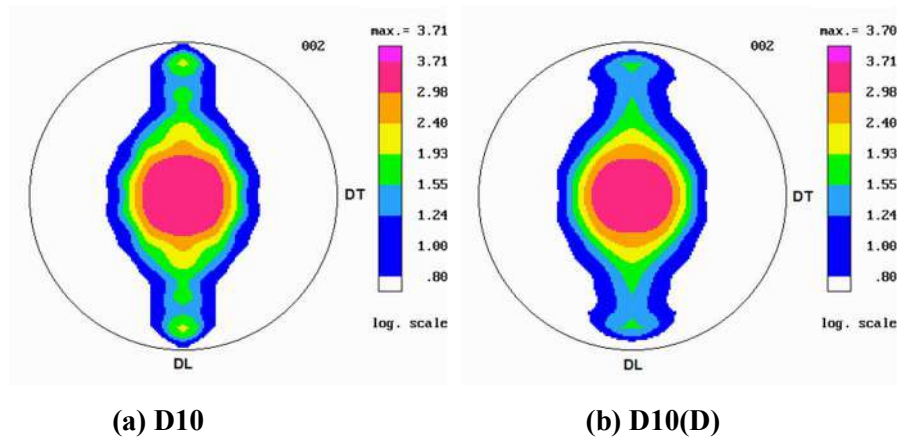 max.= 3.71
002
3.71
2.98
2.40
1.93
1.55
1.24
1.00
.80
log. scale
DT
DL
(a) D10
max.= 3.70
002
3.71
2.98
2.40
1.93
1.55
1.24
1.00
.80
log. scale
DT
DL
(b) D10(D)